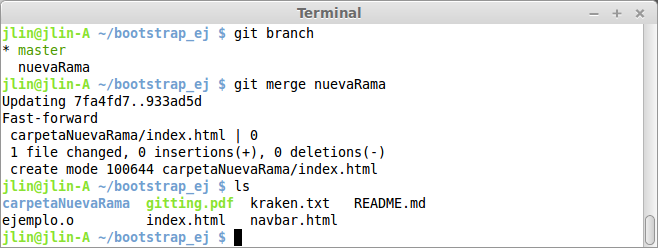 Terminal
jlin@jlin-A ~/bootstrap_ej $ git branch
* master
  nuevaRama
jlin@jlin-A ~/bootstrap_ej $ git merge nuevaRama
Updating 7fa4fd7..933ad5d
Fast-forward
 carpetaNuevaRama/index.html | 0
 1 file changed, 0 insertions(+), 0 deletions(-)
 create mode 100644 carpetaNuevaRama/index.html
jlin@jlin-A ~/bootstrap_ej $ ls
carpetaNuevaRama  gitting.pdf  kraken.txt   README.md
ejemplo.o         index.html   navbar.html
jlin@jlin-A ~/bootstrap_ej $